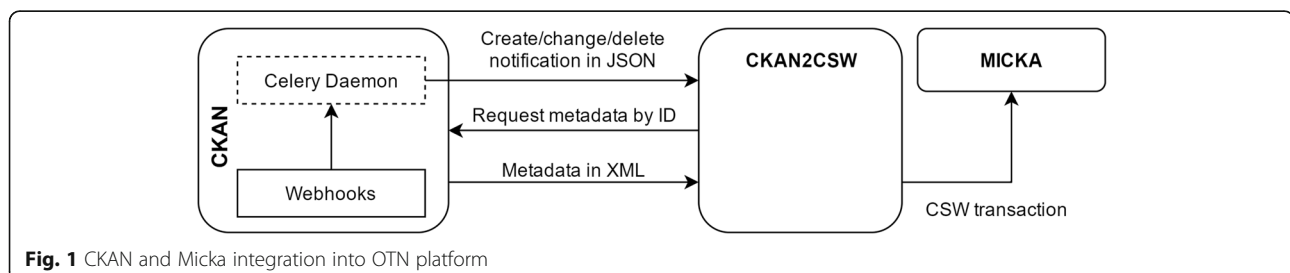 Create/change/delete
notification in JSON
CKAN
Celery Daemon
Webhooks
Request metadata by ID
Metadata in XML
CKAN2CSW
MICKA
CSW transaction
Fig. 1 CKAN and Micka integration into OTN platform